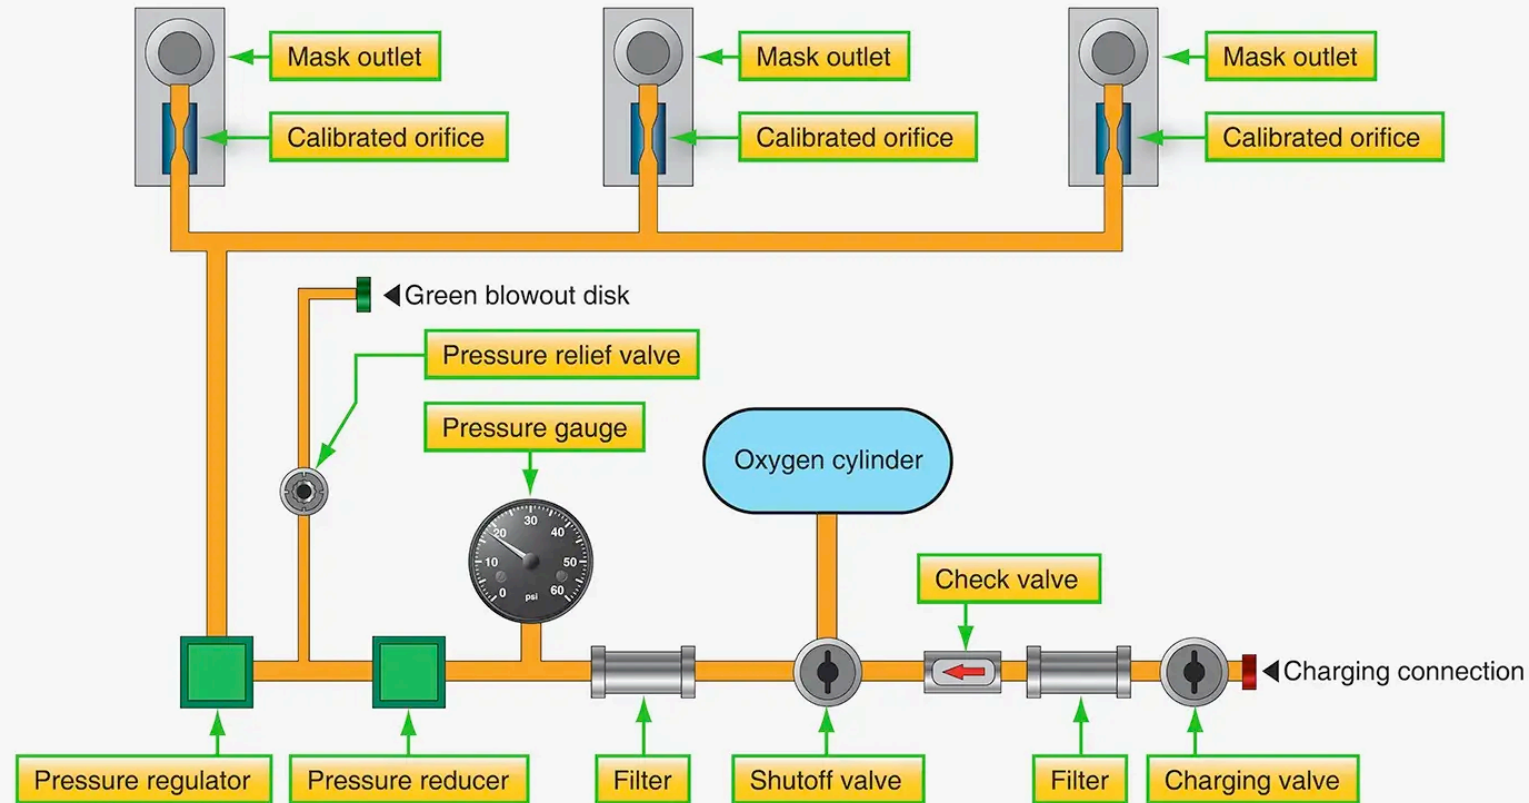 Mask outlet
Mask outlet
Mask outlet
Calibrated orifice
Calibrated orifice
Calibrated orifice
Green blowout disk
Pressure relief valve
Pressure gauge
Oxygen cylinder
30
20
40
10
50
0
60
psi
Check valve
Charging connection
Pressure regulator
Pressure reducer
Filter
Shutoff valve
Filter
Charging valve